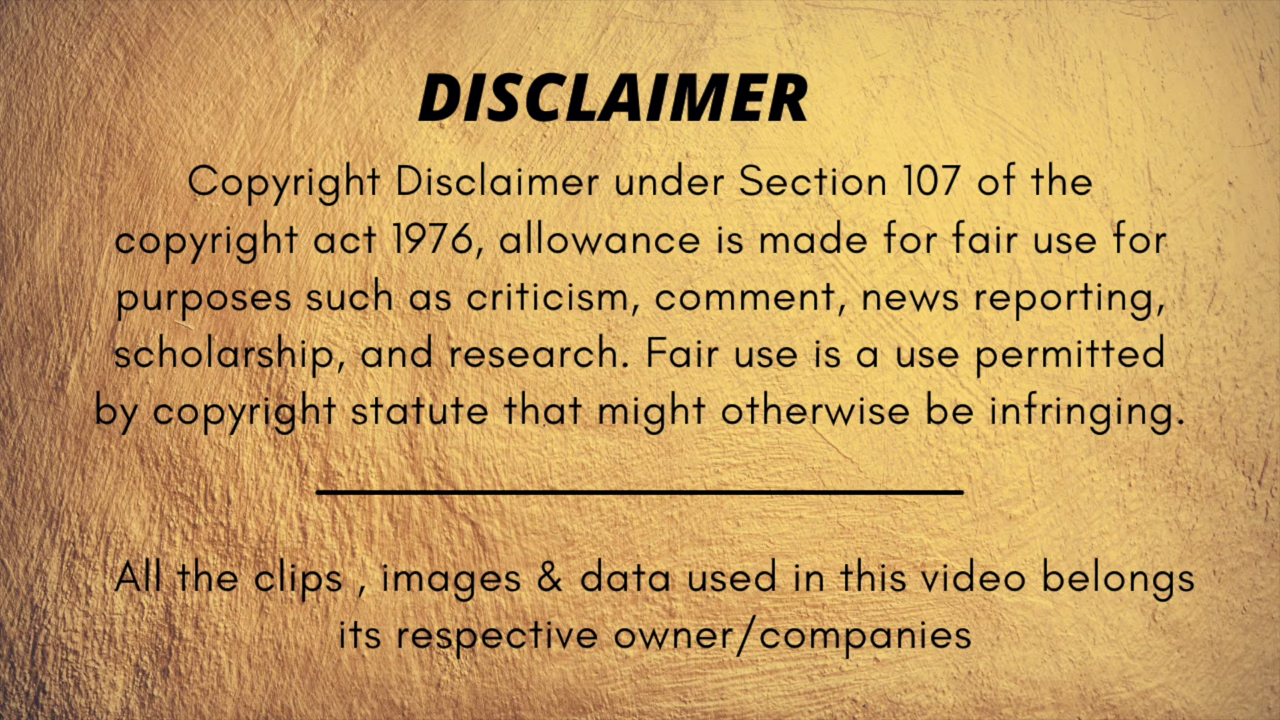 DISCLAIMER
Copyright Disclaimer under Section 107 of the
copyright act 1976, allowance is made for fair use for
purposes such as criticism, comment, news reporting,
scholarship, and research. Fair use is a use permitted
by copyright statute that might otherwise be infringing.
All the clips , images & data used in this video belongs
its respective owner/companies